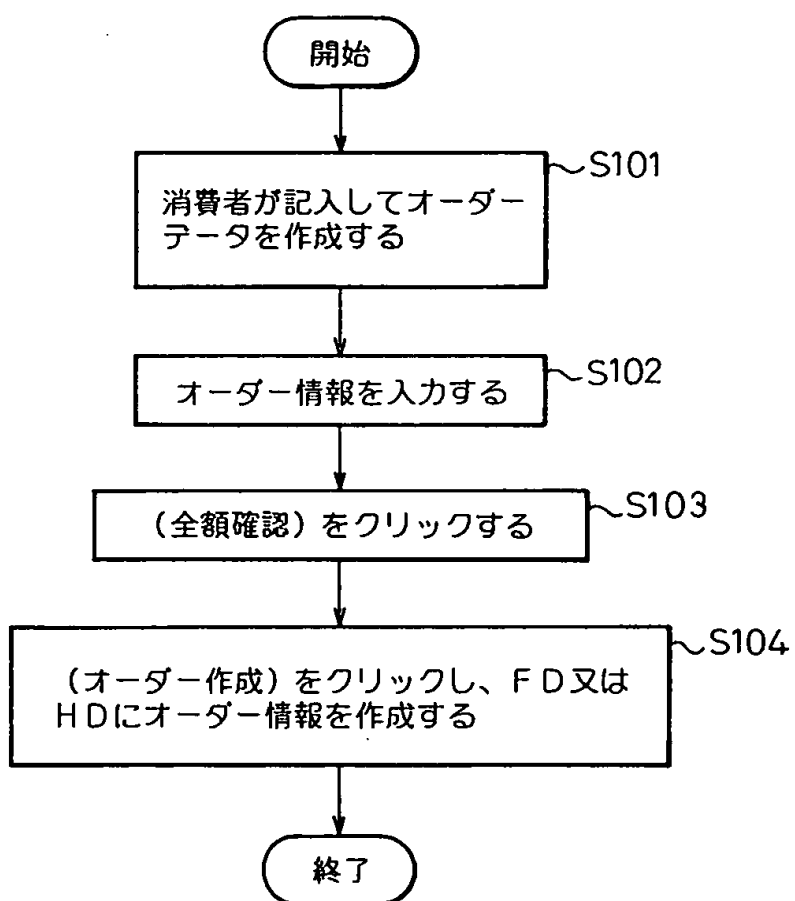 開始
S101
消費者が記入してオーダー
データを作成する
S102
オーダー情報を入力する
S103
(全額確認)をクリックする
S104
(オーダー作成)をクリックし、FD又は
HDにオーダー情報を作成する
終了